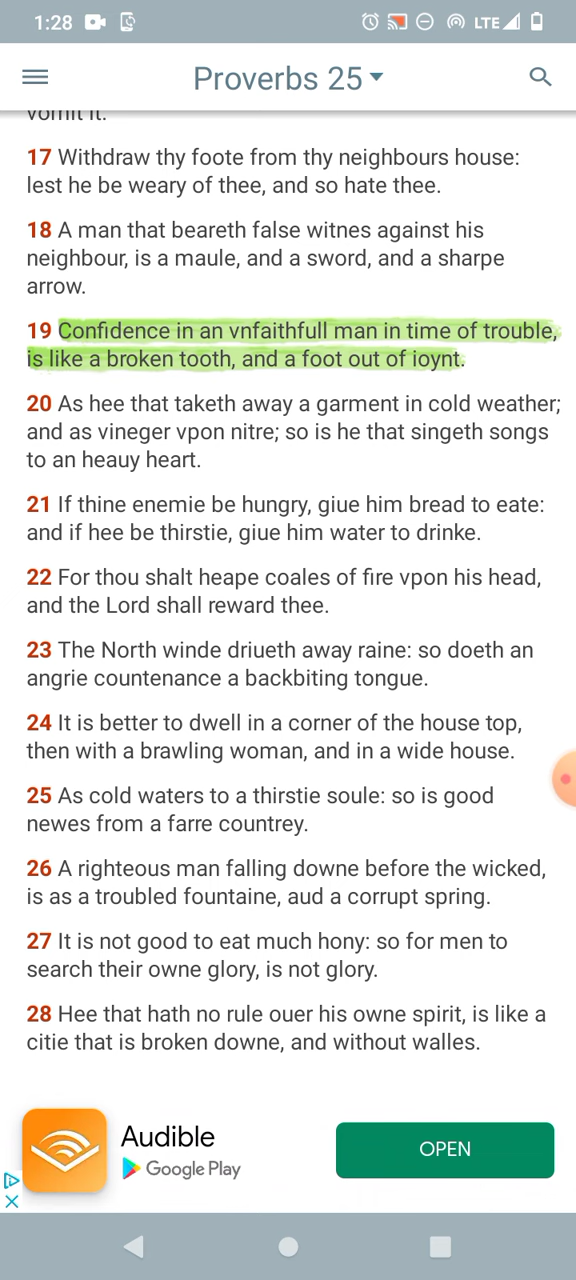 1:28
LTE
Proverbs 25
vomit it.
17 Withdraw thy foote from thy neighbours house:
lest he be weary of thee, and so hate thee.
18 A man that beareth false witnes against his
neighbour, is a maule, and a sword, and a sharpe
arrow.
19 Confidence in an vnfaithfull man in time of trouble,
is like a broken tooth, and a foot out of ioynt.
20 As hee that taketh away a garment in cold weather;
and as vineger vpon nitre; so is he that singeth songs
to an heauy heart.
21 If thine enemie be hungry, giue him bread to eate:
and if hee be thirstie, giue him water to drinke.
22 For thou shalt heape coales of fire vpon his head,
and the Lord shall reward thee.
23 The North winde driueth away raine: so doeth an
angrie countenance a backbiting tongue.
24 It is better to dwell in a corner of the house top,
then with a brawling woman, and in a wide house.
25 As cold waters to a thirstie soule: so is good
newes from a farre countrey.
26 A righteous man falling downe before the wicked,
is as a troubled fountaine, aud a corrupt spring.
27 It is not good to eat much hony: so for men to
search their owne glory, is not glory.
28 Hee that hath no rule ouer his owne spirit, is like a
citie that is broken downe, and without walles.
Audible
Google Play
OPEN